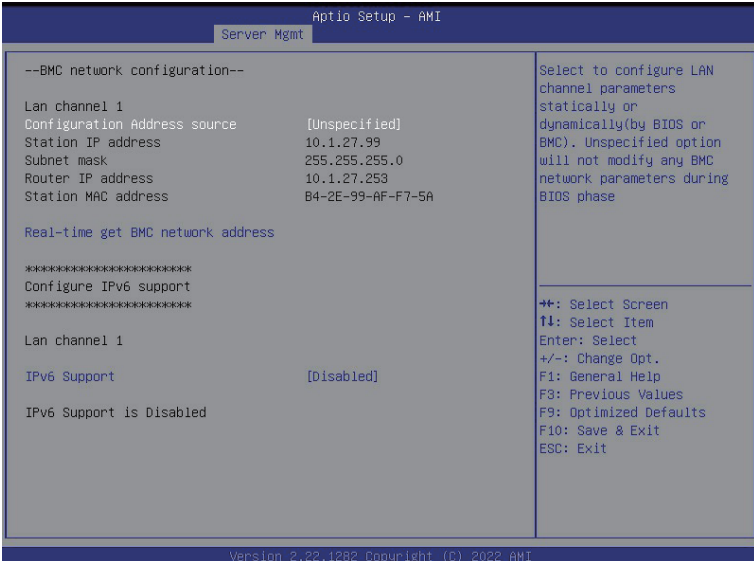 Aptio Setup – AMI
Server Mgmt
--BMC network configuration--
Lan channel 1
Configuration Address source [Unspecified]
Station IP address 10.1.27.99
Subnet mask 255.255.255.0
Router IP address 10.1.27.253
Station MAC address B4-2E-99-AF-F7-5A
Real-time get BMC network address
**********************
Configure IPv6 support
**********************
Lan channel 1
IPv6 Support [Disabled]
IPv6 Support is Disabled
Select to configure LAN
channel parameters
statically or
dynamically(by BIOS or
BMC). Unspecified option
will not modify any BMC
network parameters during
BIOS phase
→←: Select Screen
↑↓: Select Item
Enter: Select
+/-: Change Opt.
F1: General Help
F3: Previous Values
F9: Optimized Defaults
F10: Save & Exit
ESC: Exit
Version 2.22.1282 Copyright (C) 2022 AMI